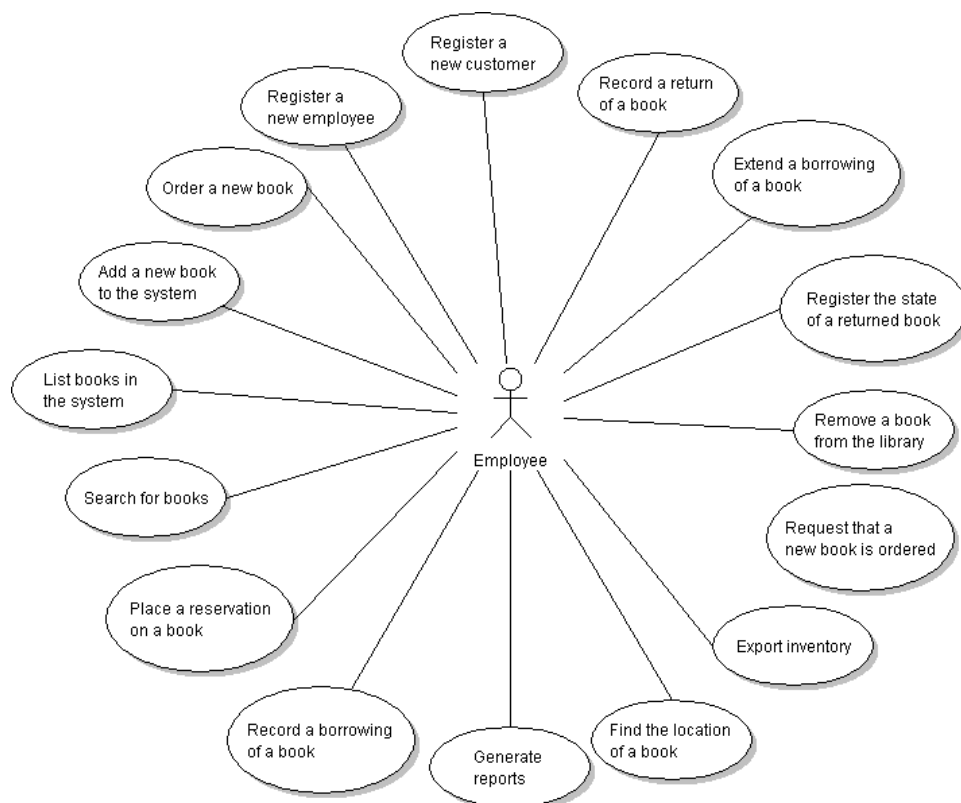 Register a
new customer
Record a return
of a book
Register a
new employee
Extend a borrowing
of a book
Order a new book
Add a new book
to the system
Register the state
of a returned book
List books in
the system
Remove a book
from the library
Employee
Search for books
Request that a
new book is ordered
Place a reservation
on a book
Export inventory
Record a borrowing
of a book
Find the location
of a book
Generate
reports